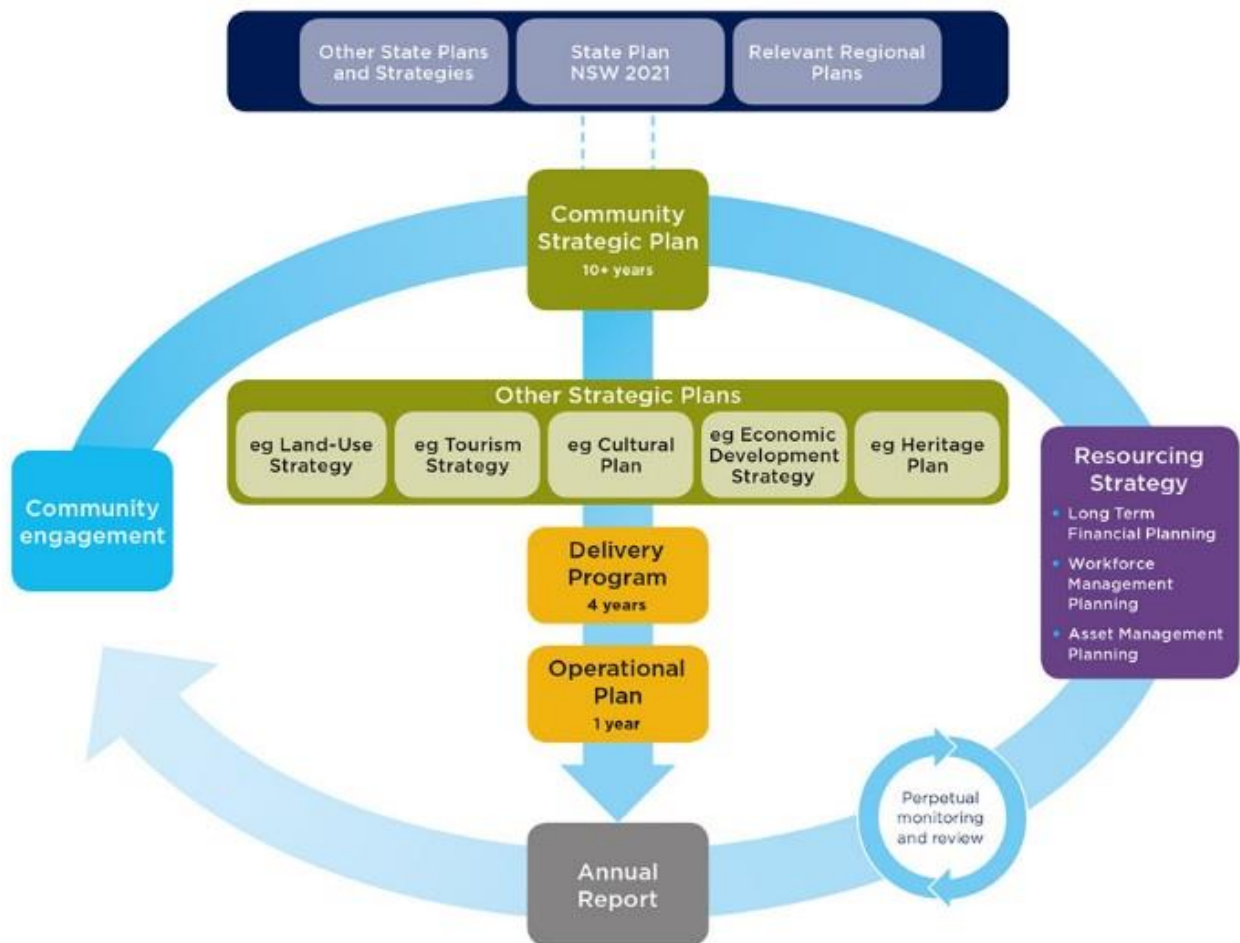 Other State Plans
and Strategies
State Plan
NSW 2021
Relevant Regional
Plans
Community
Strategic Plan
10+ years
Other Strategic Plans
eg Land-Use
Strategy
eg Tourism
Strategy
eg Cultural
Plan
eg Economic
Development
Strategy
eg Heritage
Plan
Community
engagement
Resourcing
Strategy
• Long Term
Financial Planning
• Workforce
Management
Planning
• Asset Management
Planning
Delivery
Program
4 years
Operational
Plan
1 year
Perpetual
monitoring
and review
Annual
Report